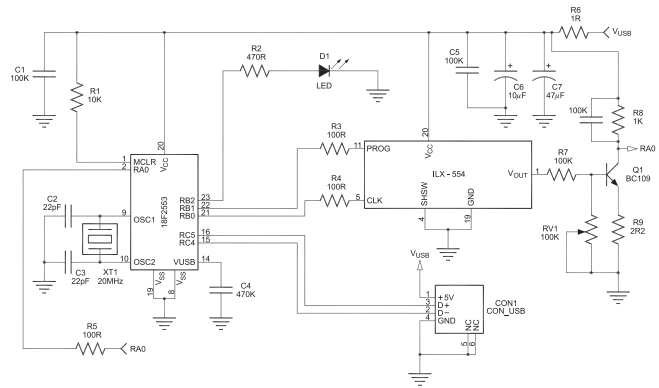 R6
1R
VUSB
C1
100K
R1
10K
R2
470R
D1
LED
C5
100K
C6
10µF
C7
47µF
100K
R8
1K
RA0
20
VCC
1
MCLR
2
RA0
18F2553
RB2
23
RB1
22
RB0
21
R3
100R
R4
100R
11
PROG
20
VCC
ILX - 554
VOUT
1
5
CLK
SHSW
4
GND
19
R7
100K
Q1
BC109
RV1
100K
R9
2R2
C2
22pF
9
OSC1
RC5
16
RC4
15
10
OSC2
VUSB
14
C3
22pF
XT1
20MHz
VSS
19
VSS
8
C4
470K
VUSB
1
+5V
3
D+
2
D−
4
GND
NC
5
NC
6
CON1
CON_USB
R5
100R
RA0